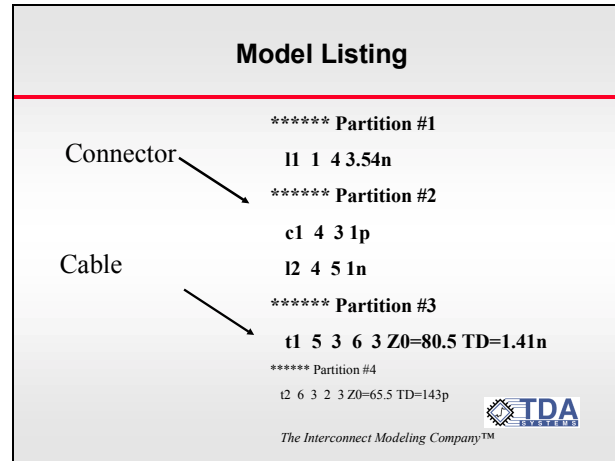 Model Listing
****** Partition #1
Connector
l1 1 4 3.54n
****** Partition #2
c1 4 3 1p
Cable
l2 4 5 1n
****** Partition #3
t1 5 3 6 3 Z0=80.5 TD=1.41n
****** Partition #4
t2 6 3 2 3 Z0=65.5 TD=143p
TDA
SYSTEMS
The Interconnect Modeling Company™